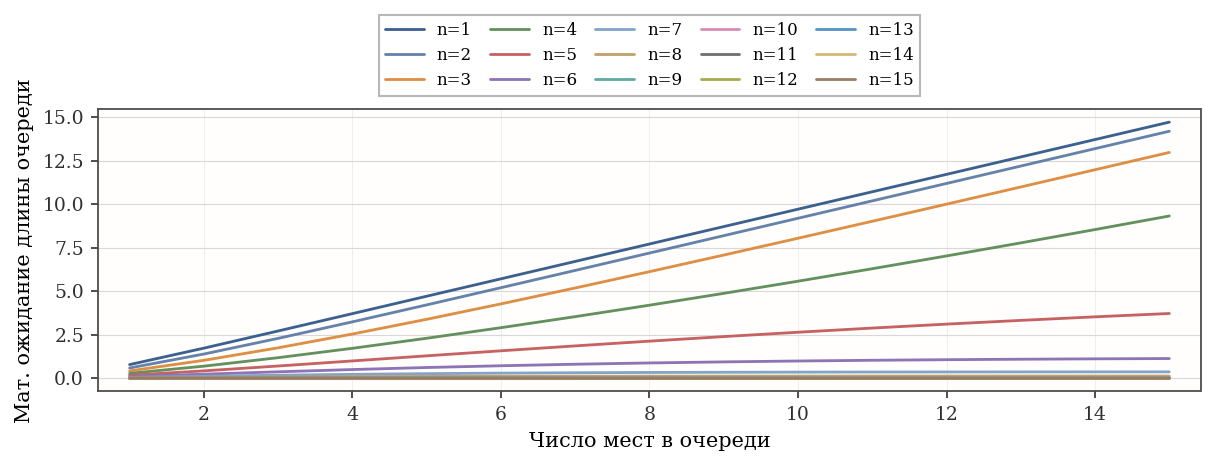 n=1 n=4 n=7 n=10 n=13
n=2 n=5 n=8 n=11 n=14
n=3 n=6 n=9 n=12 n=15
Мат. ожидание длины очереди
15.0
12.5
10.0
7.5
5.0
2.5
0.0
2 4 6 8 10 12 14
Число мест в очереди